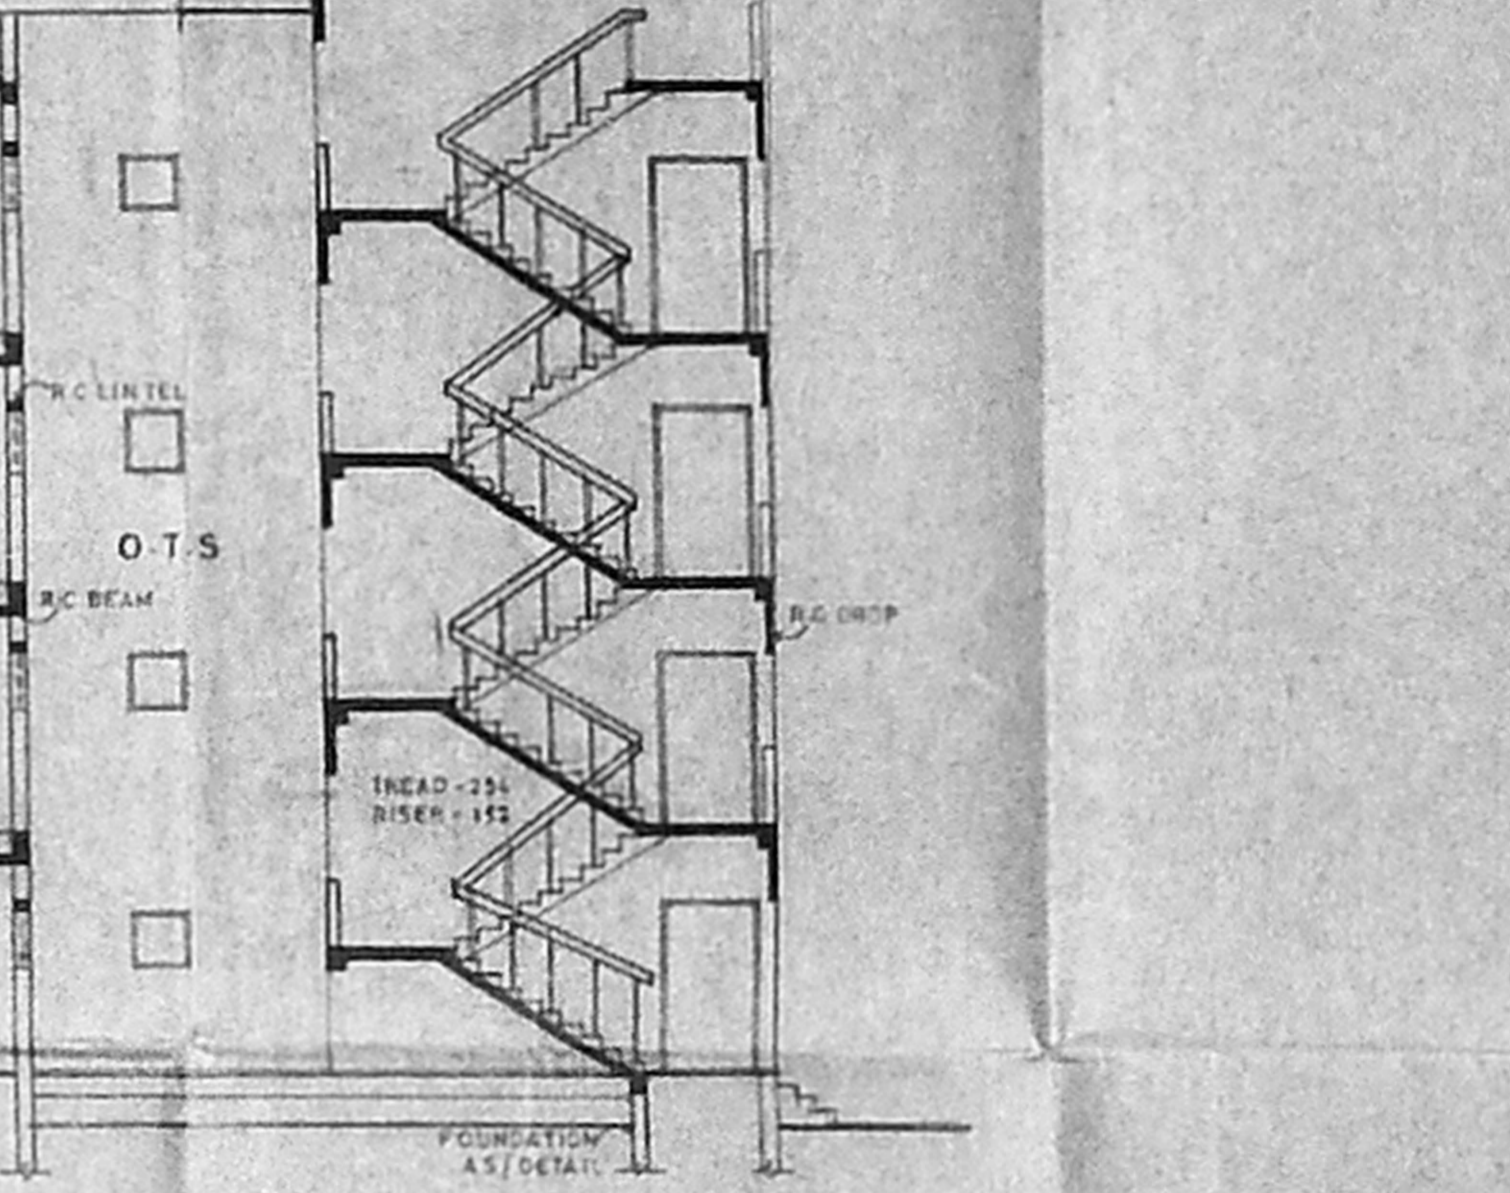 R.C LINTEL
O.T.S
R.C BEAM
R.C DROP
TREAD - 254
RISER - 152
FOUNDATION
AS/DETAIL